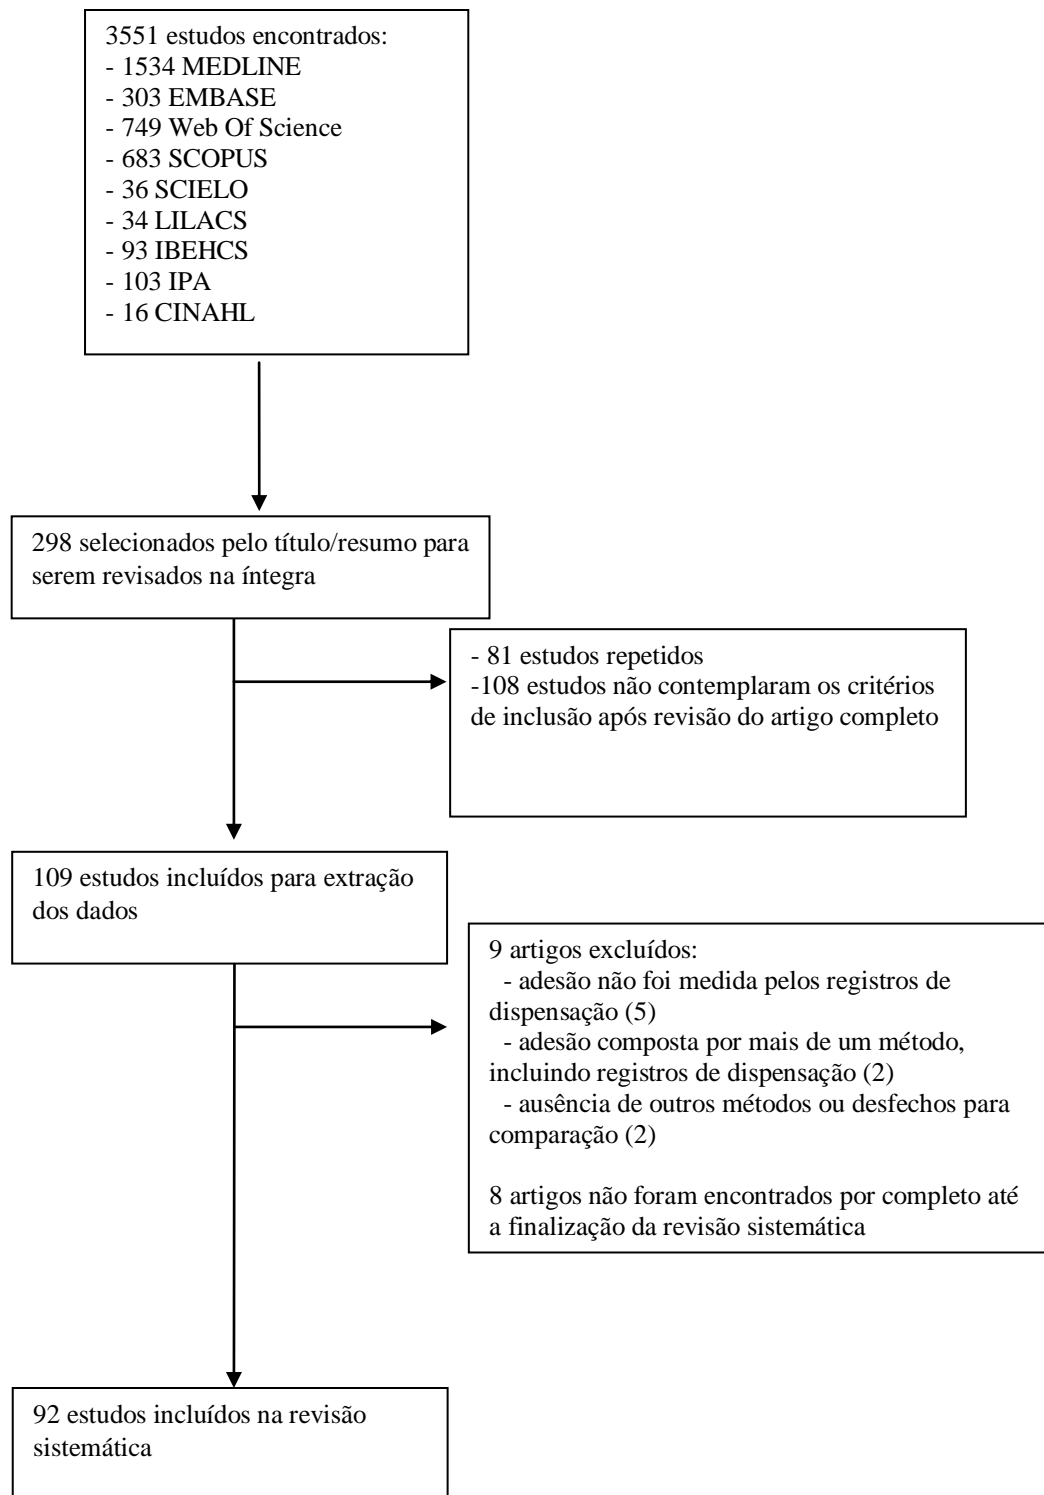 3551 estudos encontrados:
- 1534 MEDLINE
- 303 EMBASE
- 749 Web Of Science
- 683 SCOPUS
- 36 SCIELO
- 34 LILACS
- 93 IBEHCS
- 103 IPA
- 16 CINAHL
298 selecionados pelo título/resumo para
serem revisados na íntegra
- 81 estudos repetidos
-108 estudos não contemplaram os critérios
de inclusão após revisão do artigo completo
109 estudos incluídos para extração
dos dados
9 artigos excluídos:
- adesão não foi medida pelos registros de
dispensação (5)
- adesão composta por mais de um método,
incluindo registros de dispensação (2)
- ausência de outros métodos ou desfechos para
comparação (2)
8 artigos não foram encontrados por completo até
a finalização da revisão sistemática
92 estudos incluídos na revisão
sistemática